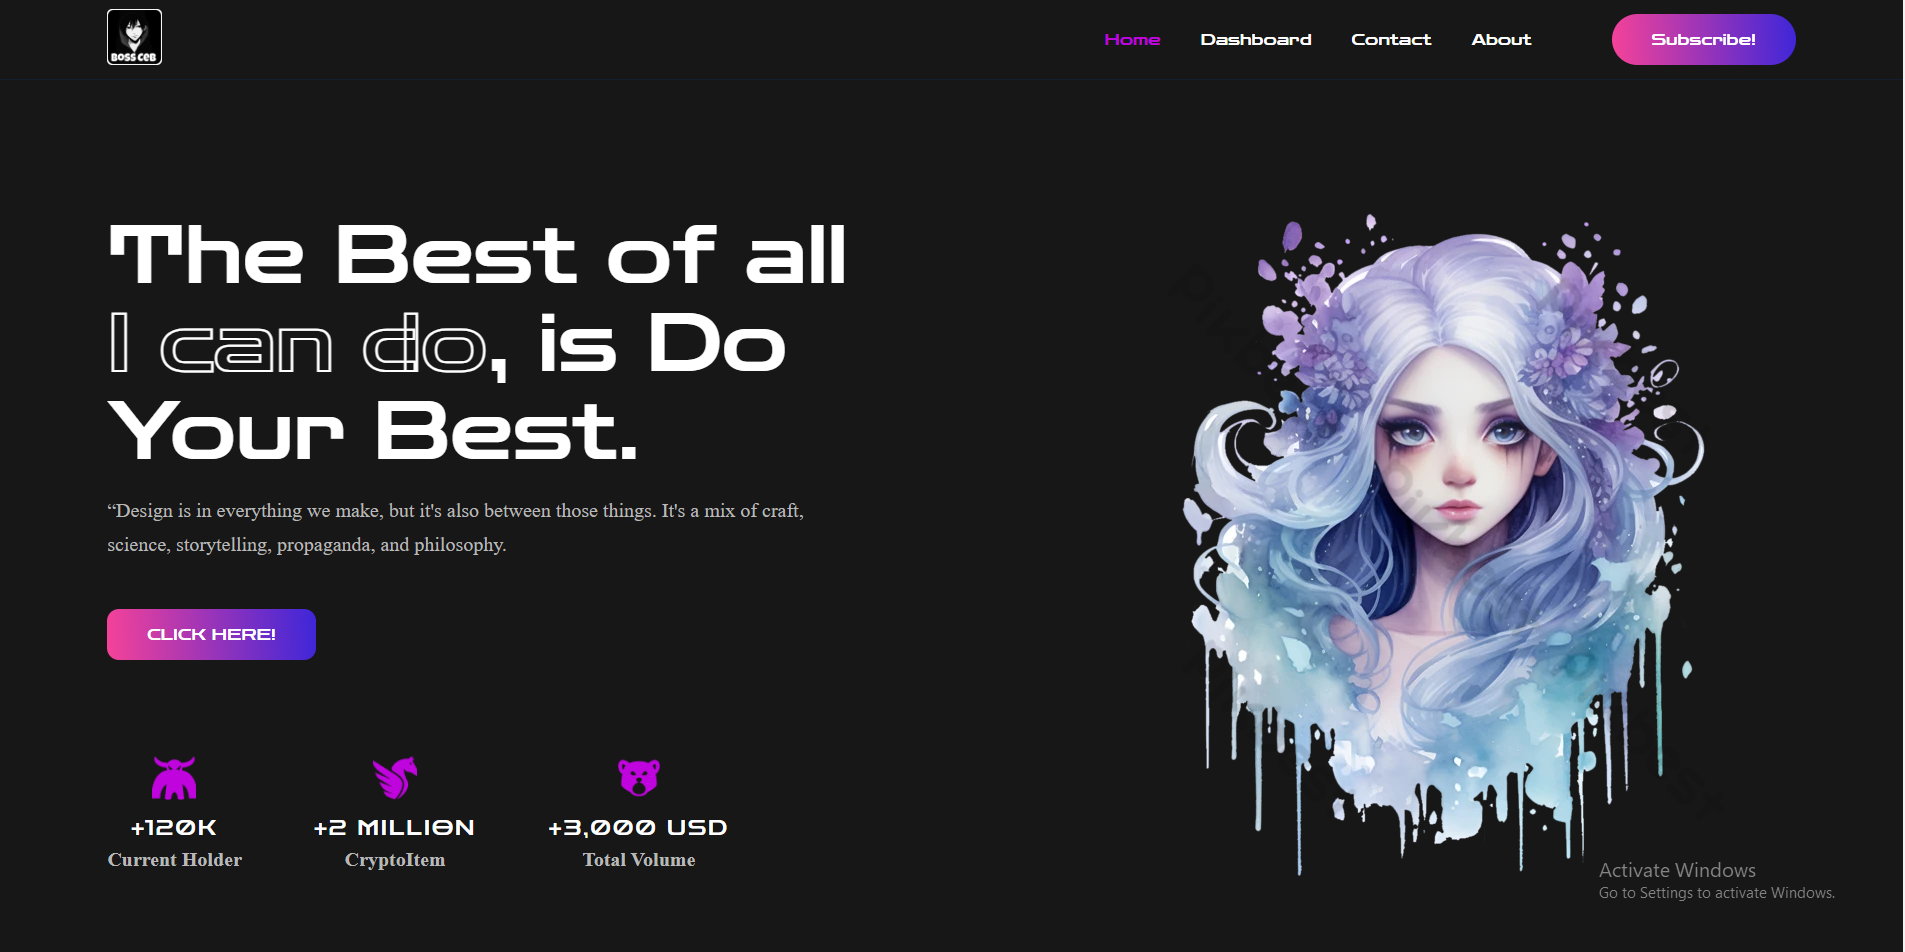 BOSS CEB
Home Dashboard Contact About Subscribe!
The Best of all
I can do, is Do
Your Best.
“Design is in everything we make, but it's also between those things. It's a mix of craft,
science, storytelling, propaganda, and philosophy.
CLICK HERE!
+120K
Current Holder
+2 MILLION
CryptoItem
+3,000 USD
Total Volume
Activate Windows
Go to Settings to activate Windows.